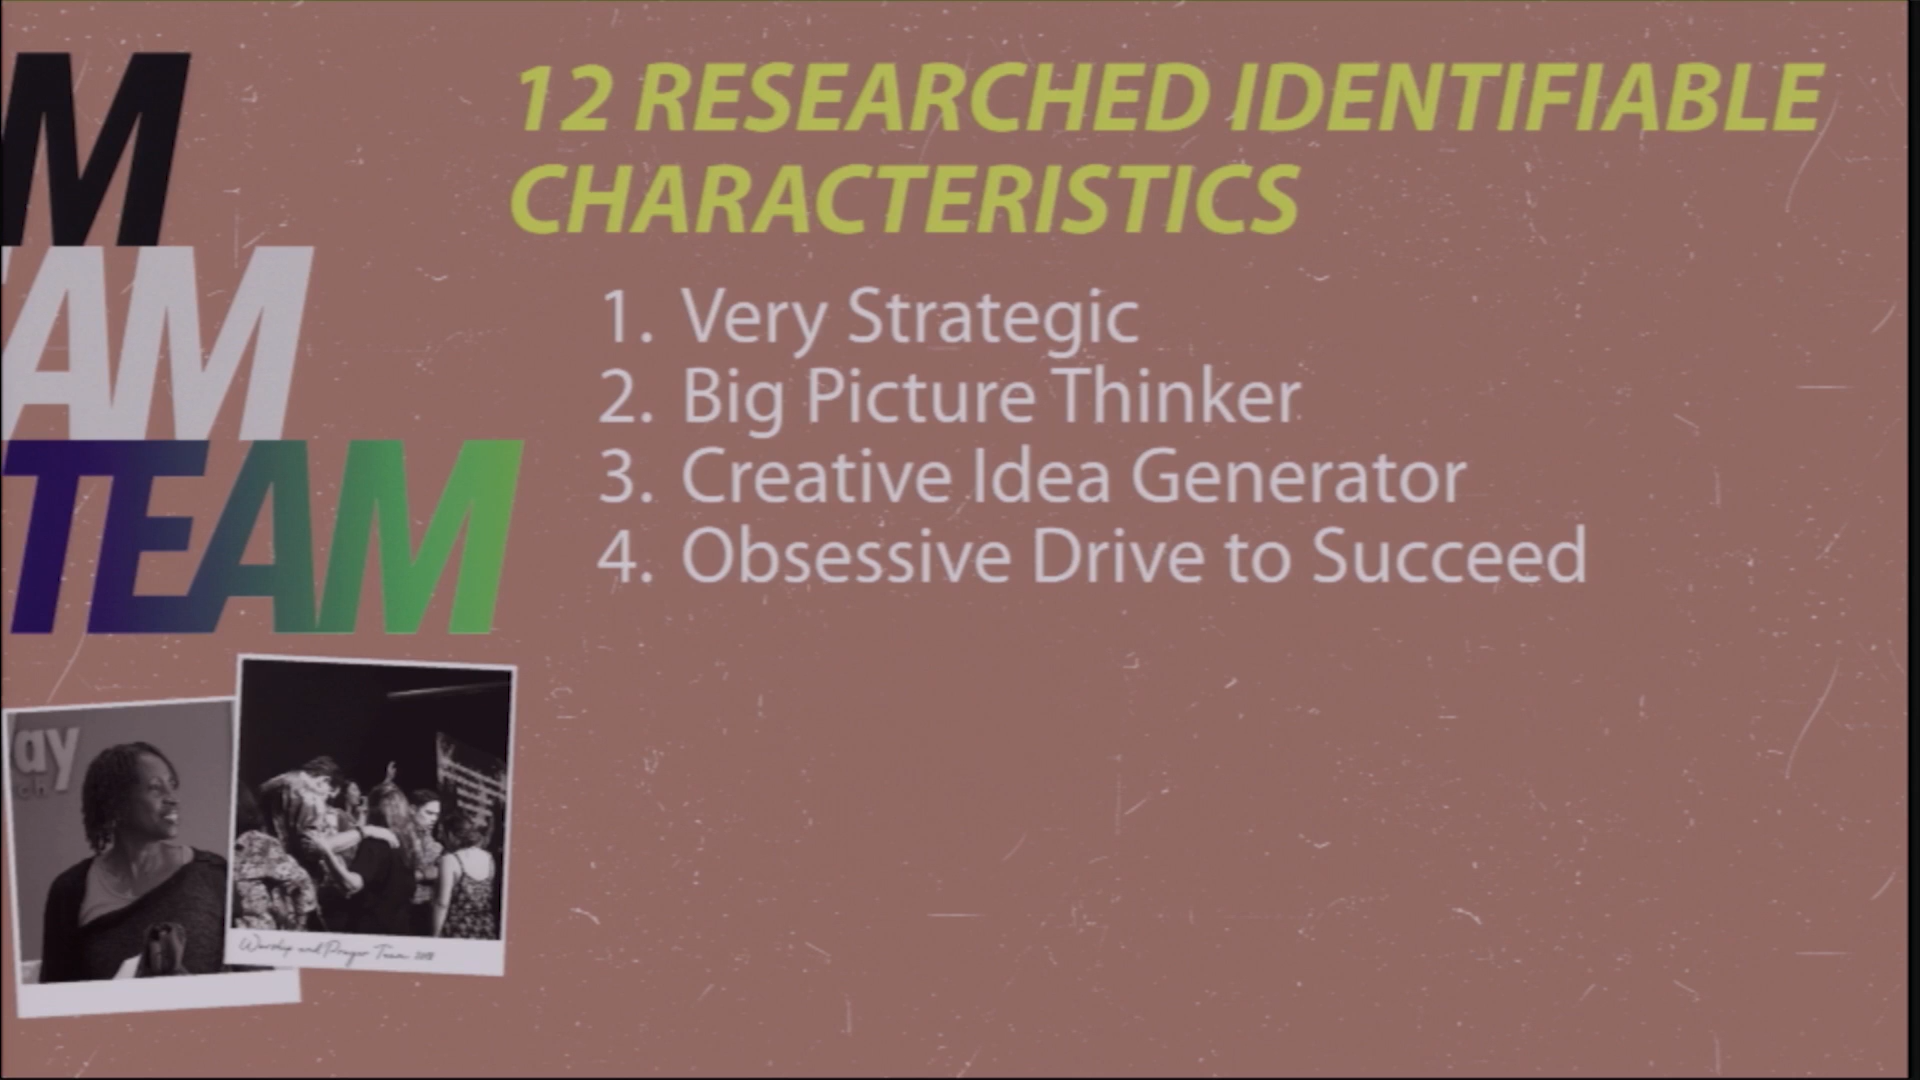 M
AM
TEAM
12 RESEARCHED IDENTIFIABLE
CHARACTERISTICS
1. Very Strategic
2. Big Picture Thinker
3. Creative Idea Generator
4. Obsessive Drive to Succeed
ay
Worship and Prayer Team 2018